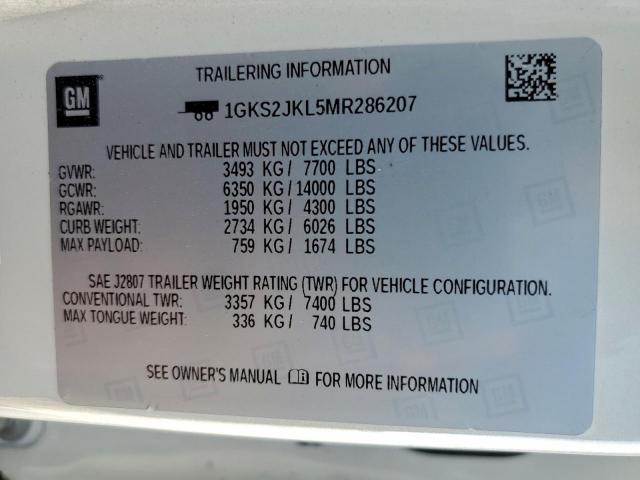 GM
TRAILERING INFORMATION
1GKS2JKL5MR286207
VEHICLE AND TRAILER MUST NOT EXCEED ANY OF THESE VALUES.
GVWR: 3493 KG/ 7700 LBS
GCWR: 6350 KG/ 14000 LBS
RGAWR: 1950 KG/ 4300 LBS
CURB WEIGHT: 2734 KG/ 6026 LBS
MAX PAYLOAD: 759 KG/ 1674 LBS
SAE J2807 TRAILER WEIGHT RATING (TWR) FOR VEHICLE CONFIGURATION.
CONVENTIONAL TWR: 3357 KG/ 7400 LBS
MAX TONGUE WEIGHT: 336 KG/ 740 LBS
SEE OWNER'S MANUAL FOR MORE INFORMATION